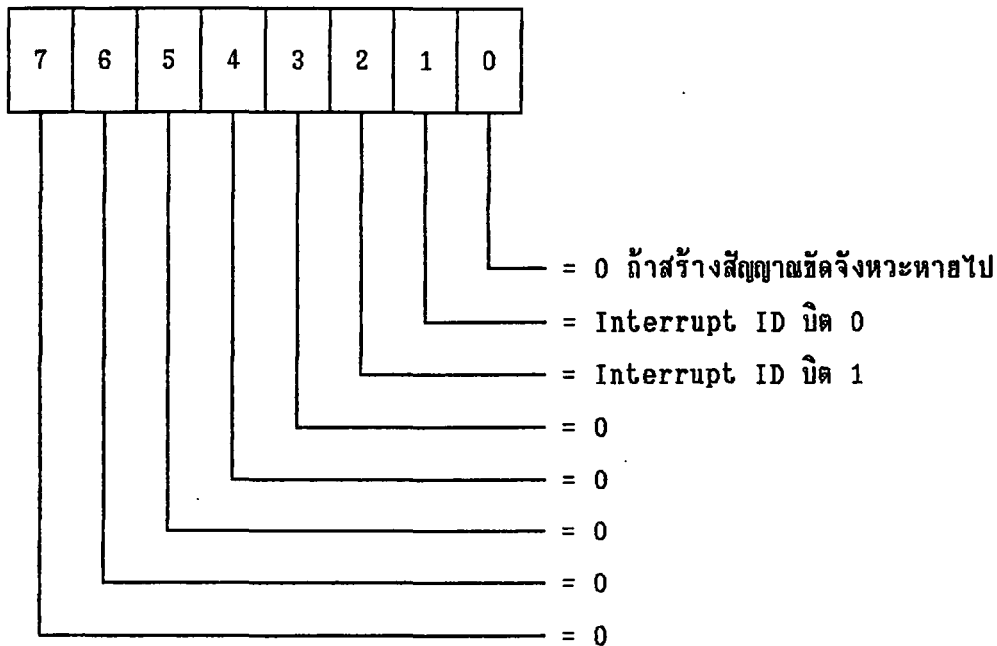 7 6 5 4 3 2 1 0
= 0 ถ้าสร้างสัญญาณขัดจังหวะหายไป
= Interrupt ID บิต 0
= Interrupt ID บิต 1
= 0
= 0
= 0
= 0
= 0